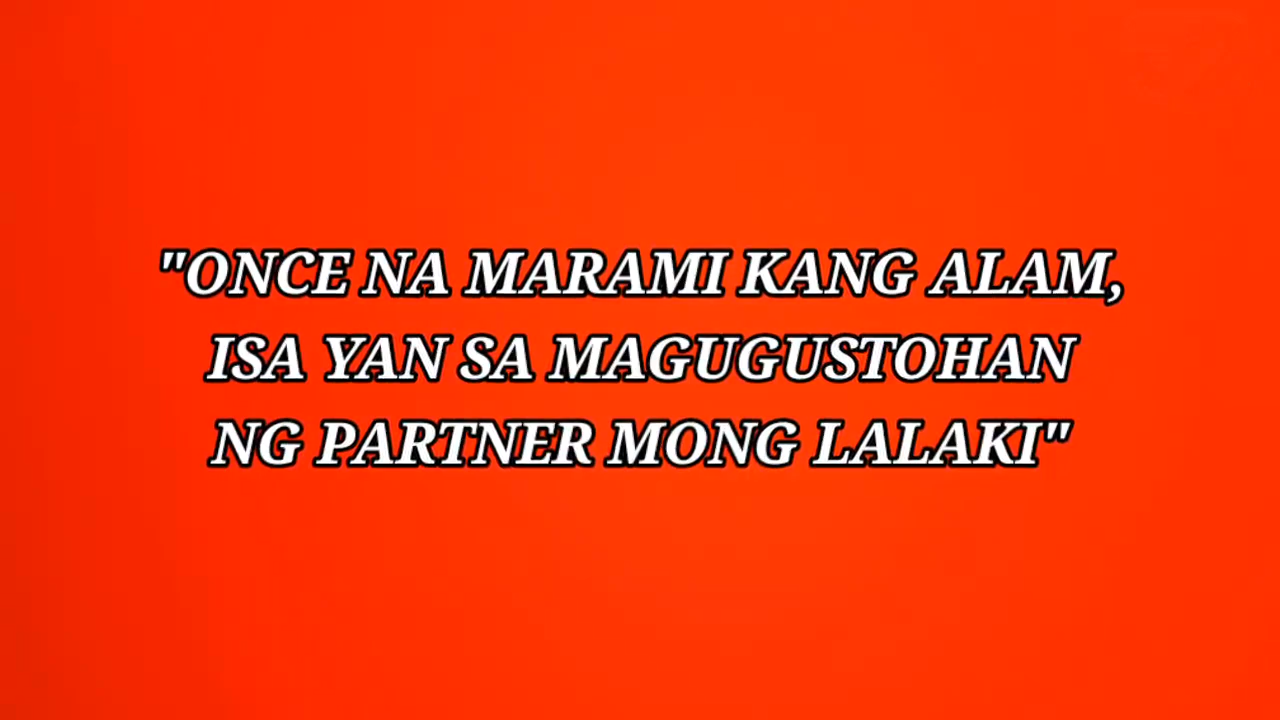 "ONCE NA MARAMI KANG ALAM,
ISA YAN SA MAGUGUSTOHAN
NG PARTNER MONG LALAKI"